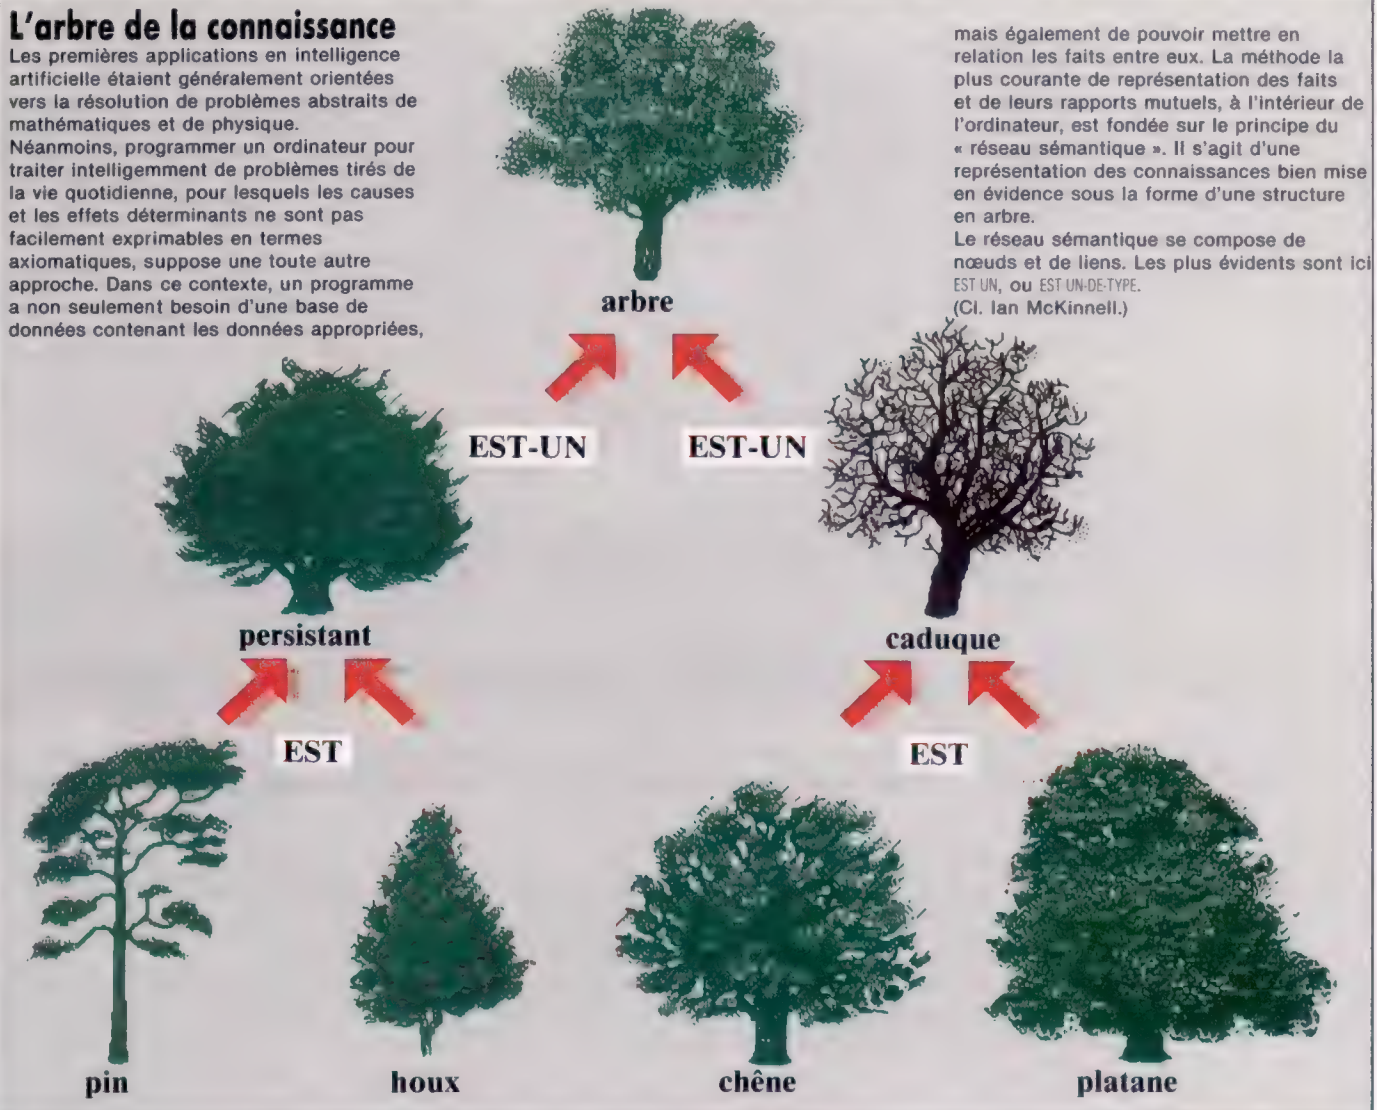 L'arbre de la connaissance
Les premières applications en intelligence
artificielle étaient généralement orientées
vers la résolution de problèmes abstraits de
mathématiques et de physique.
Néanmoins, programmer un ordinateur pour
traiter intelligemment de problèmes tirés de
la vie quotidienne, pour lesquels les causes
et les effets déterminants ne sont pas
facilement exprimables en termes
axiomatiques, suppose une toute autre
approche. Dans ce contexte, un programme
a non seulement besoin d'une base de
données contenant les données appropriées,
mais également de pouvoir mettre en
relation les faits entre eux. La méthode la
plus courante de représentation des faits
et de leurs rapports mutuels, à l'intérieur de
l'ordinateur, est fondée sur le principe du
« réseau sémantique ». Il s'agit d'une
représentation des connaissances bien mise
en évidence sous la forme d'une structure
en arbre.
Le réseau sémantique se compose de
nœuds et de liens. Les plus évidents sont ici
EST UN, ou EST UN-DE-TYPE.
(Cl. Ian McKinnell.)
arbre
EST-UN EST-UN
persistant caduque
EST EST
pin houx chêne platane